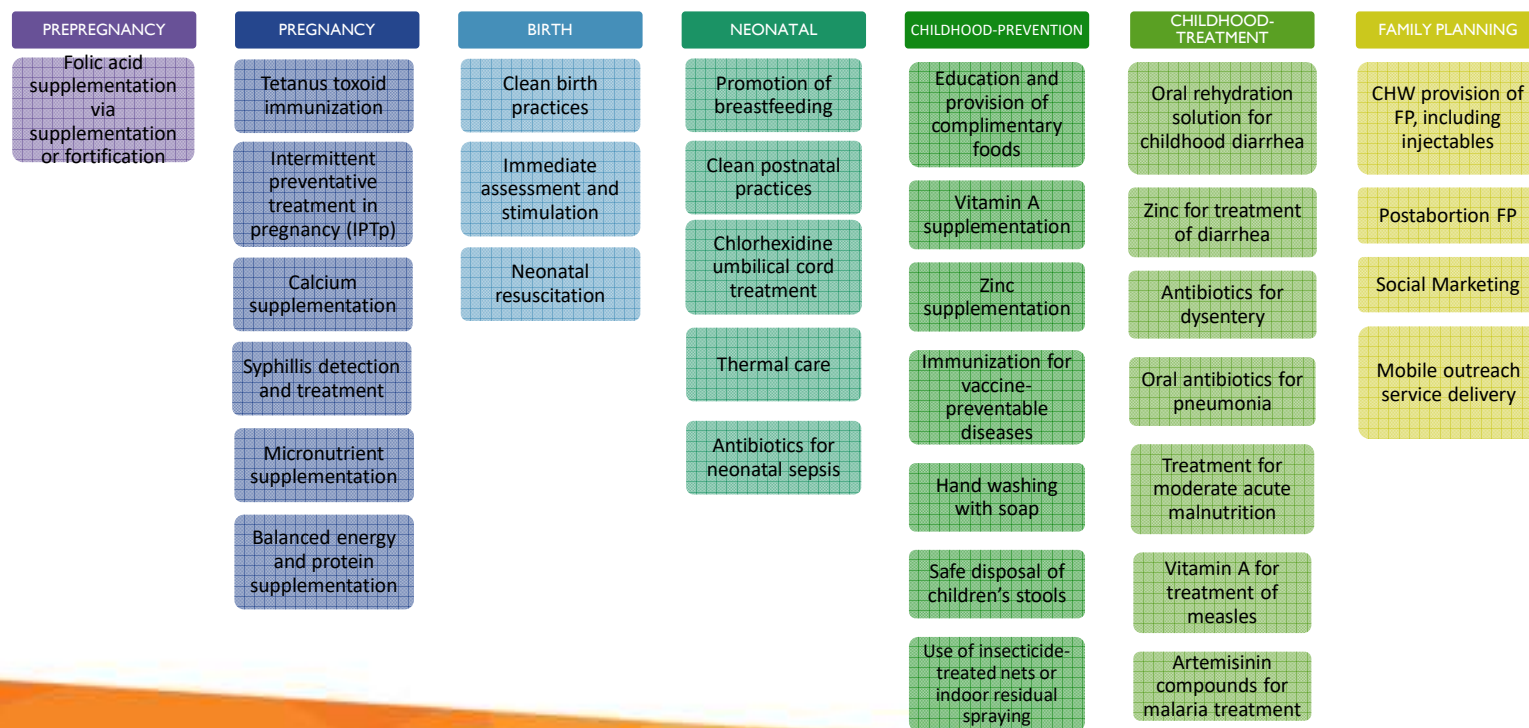 PREPREGNANCY
Folic acid
supplementation
via
supplementation
or fortification
PREGNANCY
Tetanus toxoid
immunization
Intermittent
preventative
treatment in
pregnancy (IPTp)
Calcium
supplementation
Syphillis detection
and treatment
Micronutrient
supplementation
Balanced energy
and protein
supplementation
BIRTH
Clean birth
practices
Immediate
assessment and
stimulation
Neonatal
resuscitation
NEONATAL
Promotion of
breastfeeding
Clean postnatal
practices
Chlorhexidine
umbilical cord
treatment
Thermal care
Antibiotics for
neonatal sepsis
CHILDHOOD-PREVENTION
Education and
provision of
complimentary
foods
Vitamin A
supplementation
Zinc
supplementation
Immunization for
vaccine-
preventable
diseases
Hand washing
with soap
Safe disposal of
children’s stools
Use of insecticide-
treated nets or
indoor residual
spraying
CHILDHOOD-
TREATMENT
Oral rehydration
solution for
childhood diarrhea
Zinc for treatment
of diarrhea
Antibiotics for
dysentery
Oral antibiotics for
pneumonia
Treatment for
moderate acute
malnutrition
Vitamin A for
treatment of
measles
Artemisinin
compounds for
malaria treatment
FAMILY PLANNING
CHW provision of
FP, including
injectables
Postabortion FP
Social Marketing
Mobile outreach
service delivery